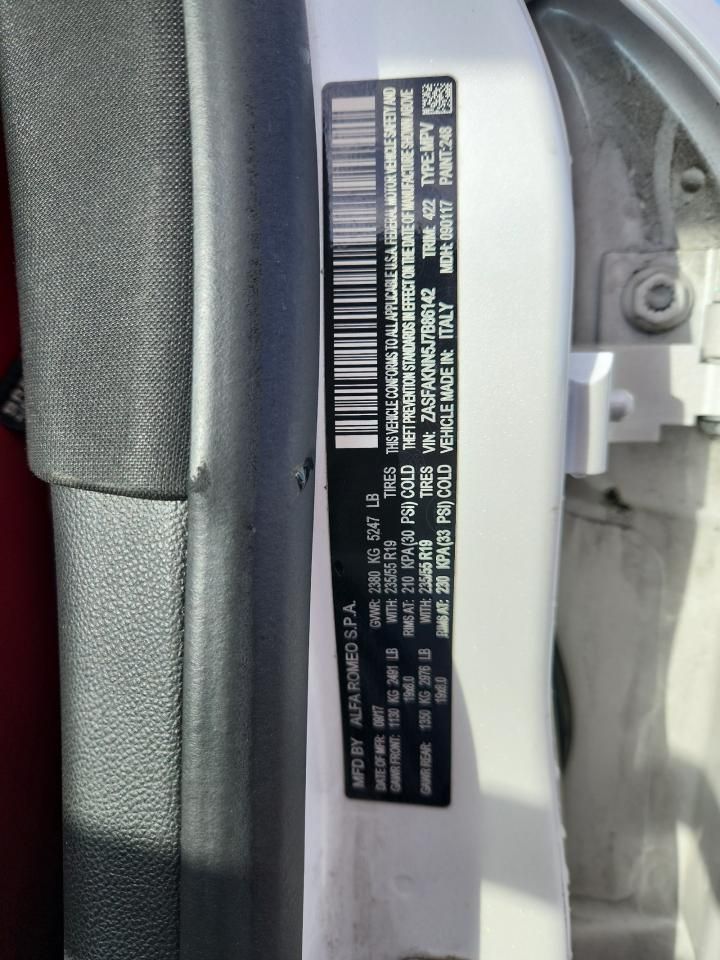 MFD BY ALFA ROMEO S.P.A.
DATE OF MFR: 09/17 GVWR: 2380 KG 5247 LB
GAWR FRONT: 1130 KG 2491 LB WITH: 235/55 R19 TIRES
19x8.0 RIMS AT: 210 KPA (30 PSI) COLD
GAWR REAR: 1350 KG 2976 LB WITH: 235/55 R19 TIRES
19x8.0 RIMS AT: 230 KPA (33 PSI) COLD
THIS VEHICLE CONFORMS TO ALL APPLICABLE U.S.A. FEDERAL MOTOR VEHICLE SAFETY AND
THEFT PREVENTION STANDARDS IN EFFECT ON THE DATE OF MANUFACTURE SHOWN ABOVE
VIN: ZASFAKNN5J7B86142 TRIM: 422 TYPE: MPV
VEHICLE MADE IN: ITALY MDH: 090117 PAINT: 248